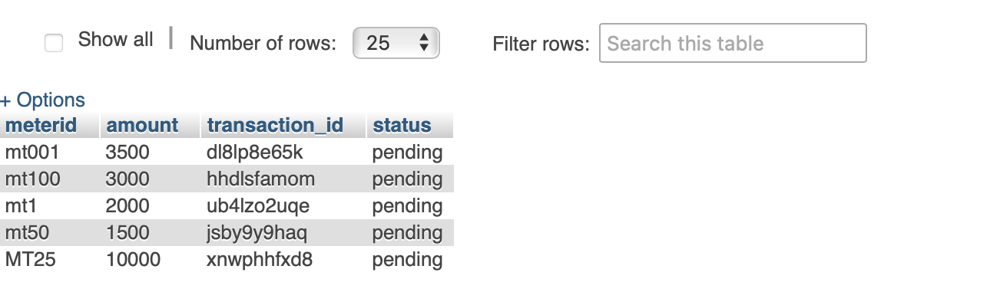 Show all | Number of rows: 25 Filter rows: Search this table
+ Options
meterid amount transaction_id status
mt001 3500 dl8lp8e65k pending
mt100 3000 hhdlsfamom pending
mt1 2000 ub4lzo2uqe pending
mt50 1500 jsby9y9haq pending
MT25 10000 xnwphhfxd8 pending